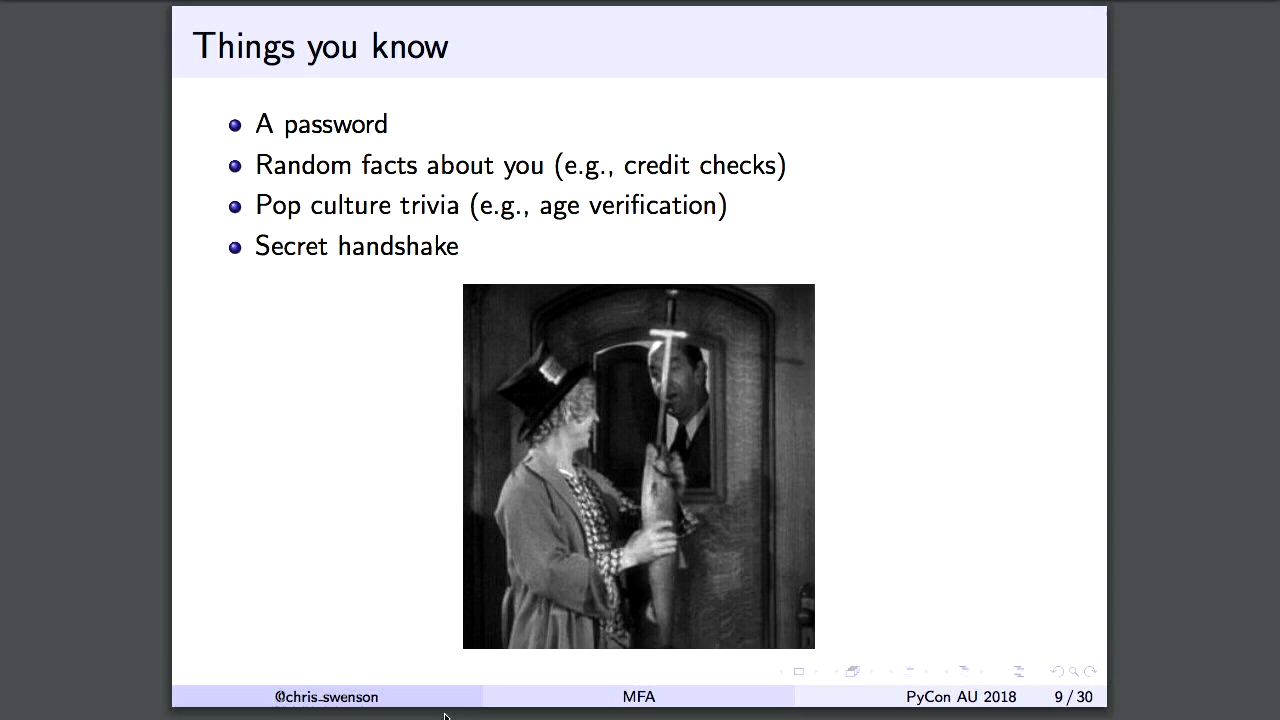 Things you know
A password
Random facts about you (e.g., credit checks)
Pop culture trivia (e.g., age verification)
Secret handshake
@chris_swenson MFA PyCon AU 2018 9 / 30